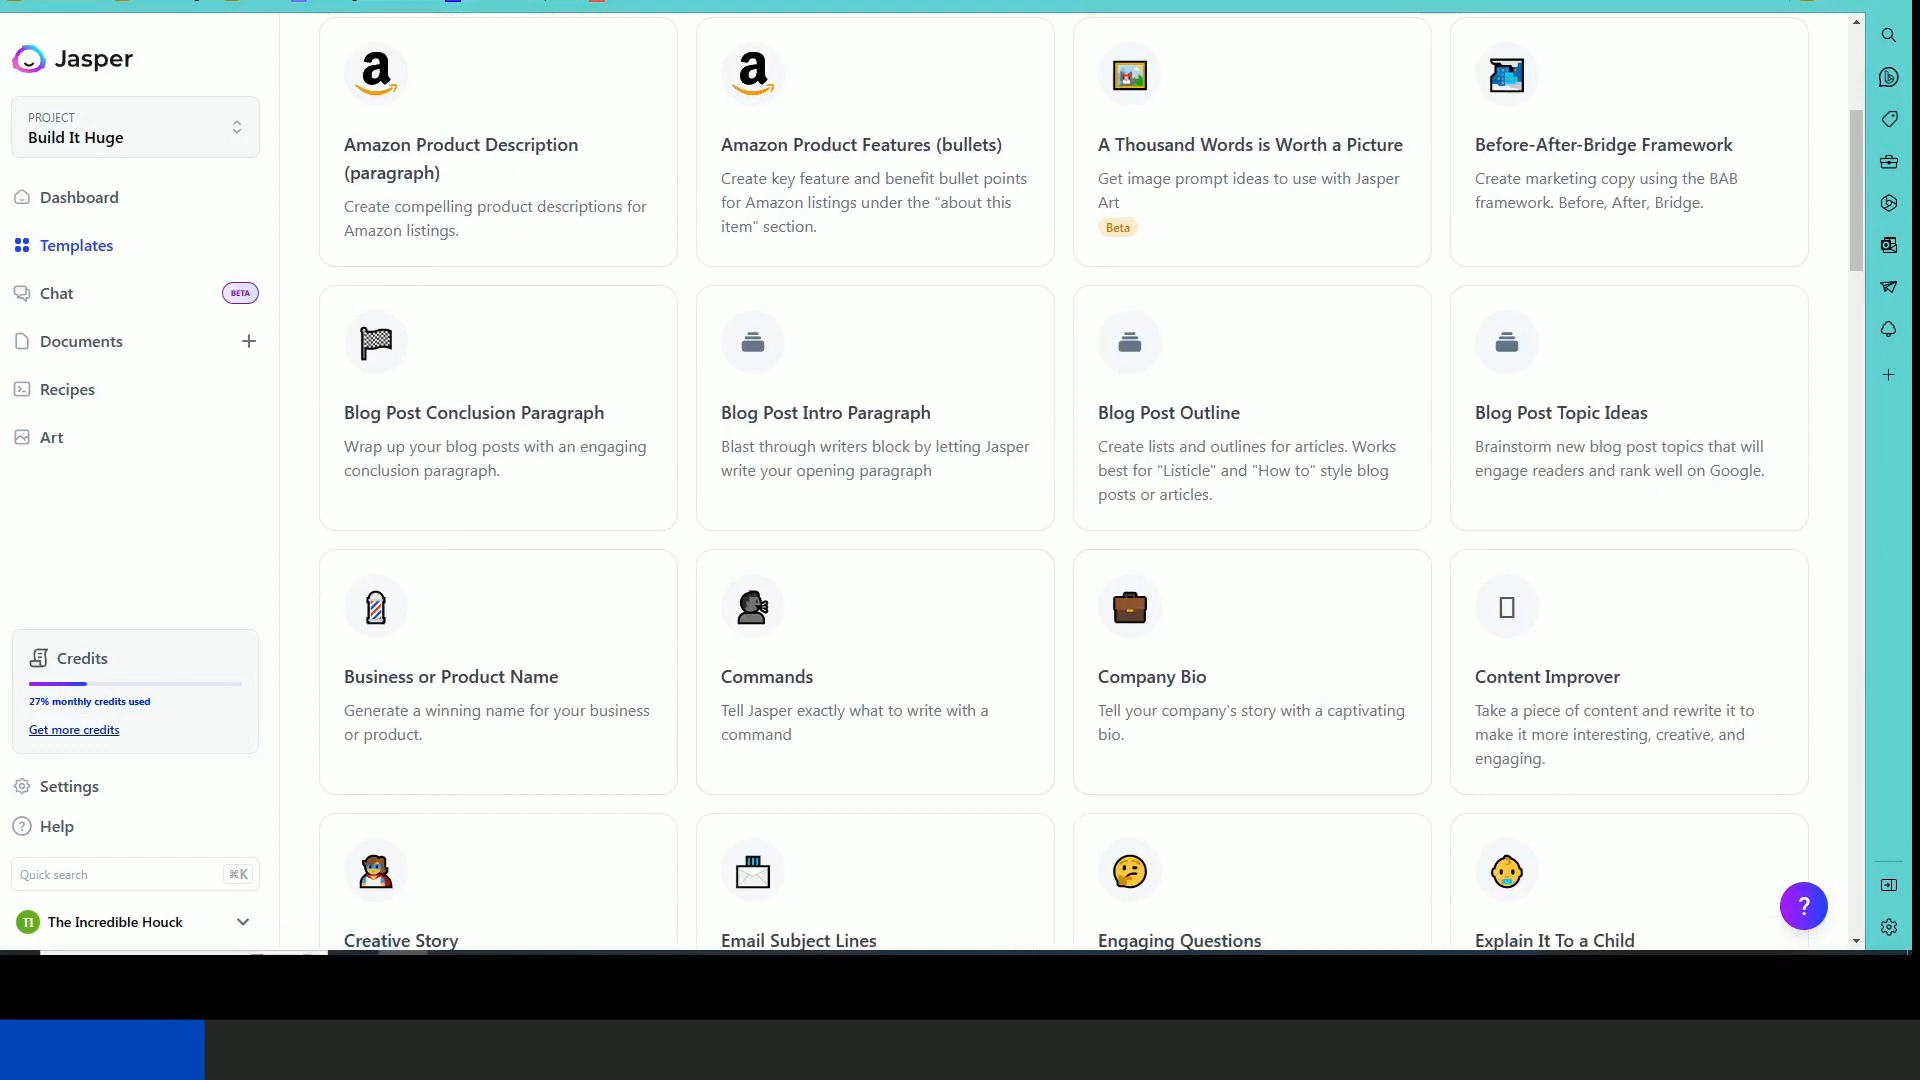 Jasper
PROJECT
Build It Huge
Dashboard
Templates
Chat
BETA
Documents
Recipes
Art
Credits
27% monthly credits used
Get more credits
Settings
Help
Quick search
⌘K
TI
The Incredible Houck
Amazon Product Description
(paragraph)
Create compelling product descriptions for
Amazon listings.
Amazon Product Features (bullets)
Create key feature and benefit bullet points
for Amazon listings under the "about this
item" section.
A Thousand Words is Worth a Picture
Get image prompt ideas to use with Jasper
Art
Beta
Before-After-Bridge Framework
Create marketing copy using the BAB
framework. Before, After, Bridge.
Blog Post Conclusion Paragraph
Wrap up your blog posts with an engaging
conclusion paragraph.
Blog Post Intro Paragraph
Blast through writers block by letting Jasper
write your opening paragraph
Blog Post Outline
Create lists and outlines for articles. Works
best for "Listicle" and "How to" style blog
posts or articles.
Blog Post Topic Ideas
Brainstorm new blog post topics that will
engage readers and rank well on Google.
Business or Product Name
Generate a winning name for your business
or product.
Commands
Tell Jasper exactly what to write with a
command
Company Bio
Tell your company's story with a captivating
bio.
Content Improver
Take a piece of content and rewrite it to
make it more interesting, creative, and
engaging.
Creative Story
Email Subject Lines
Engaging Questions
Explain It To a Child
?